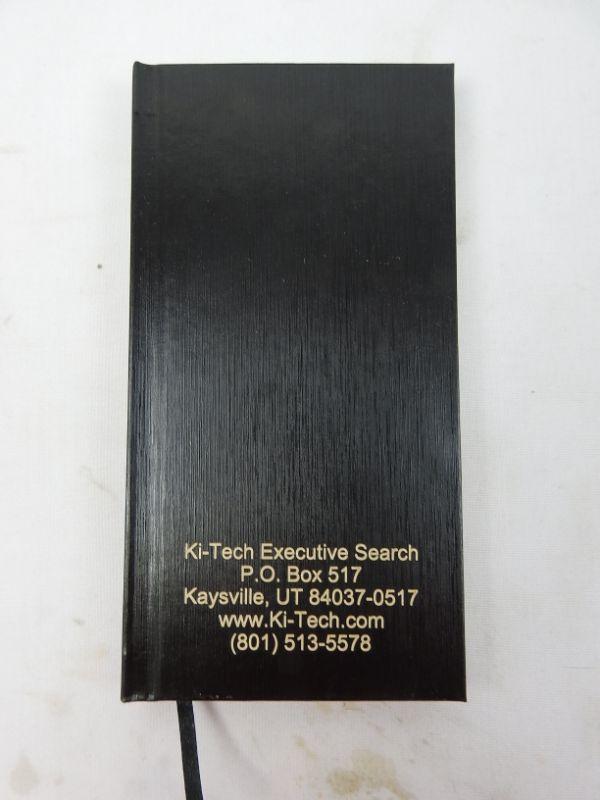 Ki-Tech Executive Search
P.O. Box 517
Kaysville, UT 84037-0517
www.Ki-Tech.com
(801) 513-5578